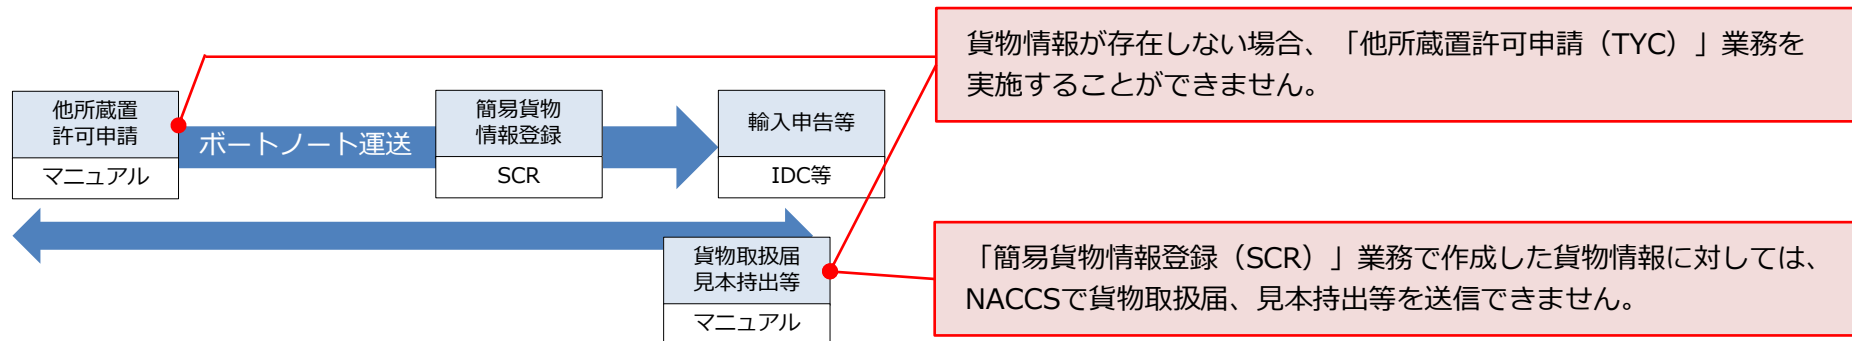 貨物情報が存在しない場合、「他所蔵置許可申請（TYC）」業務を
実施することができません。
他所蔵置
許可申請
マニュアル
ボートノート運送
簡易貨物
情報登録
SCR
輸入申告等
IDC等
貨物取扱届
見本持出等
マニュアル
「簡易貨物情報登録（SCR）」業務で作成した貨物情報に対しては、
NACCSで貨物取扱届、見本持出等を送信できません。